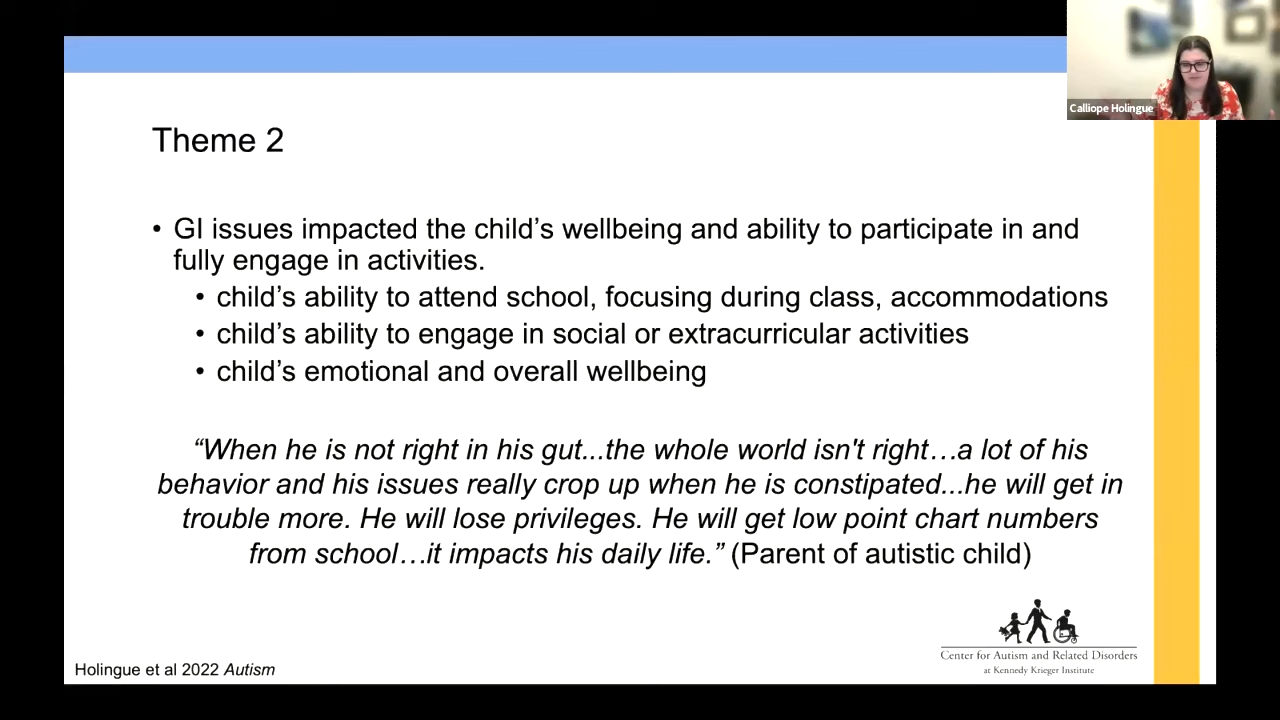 Calliope Holingue
Theme 2
• GI issues impacted the child’s wellbeing and ability to participate in and
fully engage in activities.
• child’s ability to attend school, focusing during class, accommodations
• child’s ability to engage in social or extracurricular activities
• child’s emotional and overall wellbeing
“When he is not right in his gut...the whole world isn't right…a lot of his
behavior and his issues really crop up when he is constipated...he will get in
trouble more. He will lose privileges. He will get low point chart numbers
from school…it impacts his daily life.” (Parent of autistic child)
Center for Autism and Related Disorders
at Kennedy Krieger Institute
Holingue et al 2022 Autism